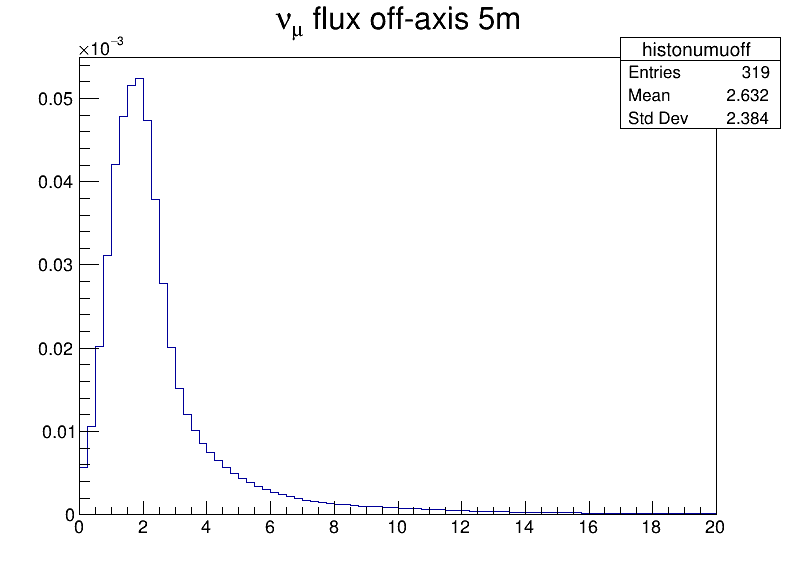 ν_μ flux off-axis 5m
×10⁻³
histonumuoff
Entries 319
Mean 2.632
Std Dev 2.384
0.05
0.04
0.03
0.02
0.01
0
0 2 4 6 8 10 12 14 16 18 20